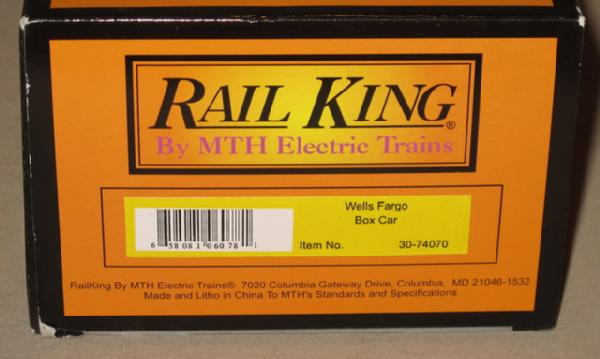 RAIL KING®
By MTH Electric Trains
Wells Fargo
Box Car
6 58081 06078 1
Item No. 30-74070
RailKing By MTH Electric Trains® 7020 Columbia Gateway Drive, Columbia, MD 21046-1532
Made and Litho in China To MTH's Standards and Specifications